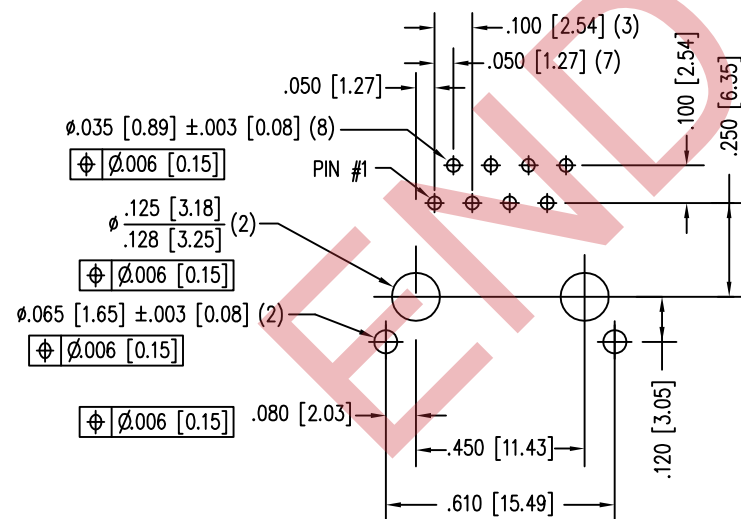 .100 [2.54] (3)
.050 [1.27] (7)
.050 [1.27]
.100 [2.54]
.250 [6.35]
ø.035 [0.89] ±.003 [0.08] (8)
⌖ Ø.006 [0.15]
PIN #1
ø .125 [3.18]
.128 [3.25] (2)
⌖ Ø.006 [0.15]
ø.065 [1.65] ±.003 [0.08] (2)
⌖ Ø.006 [0.15]
⌖ Ø.006 [0.15]
.080 [2.03]
.450 [11.43]
.120 [3.05]
.610 [15.49]
END